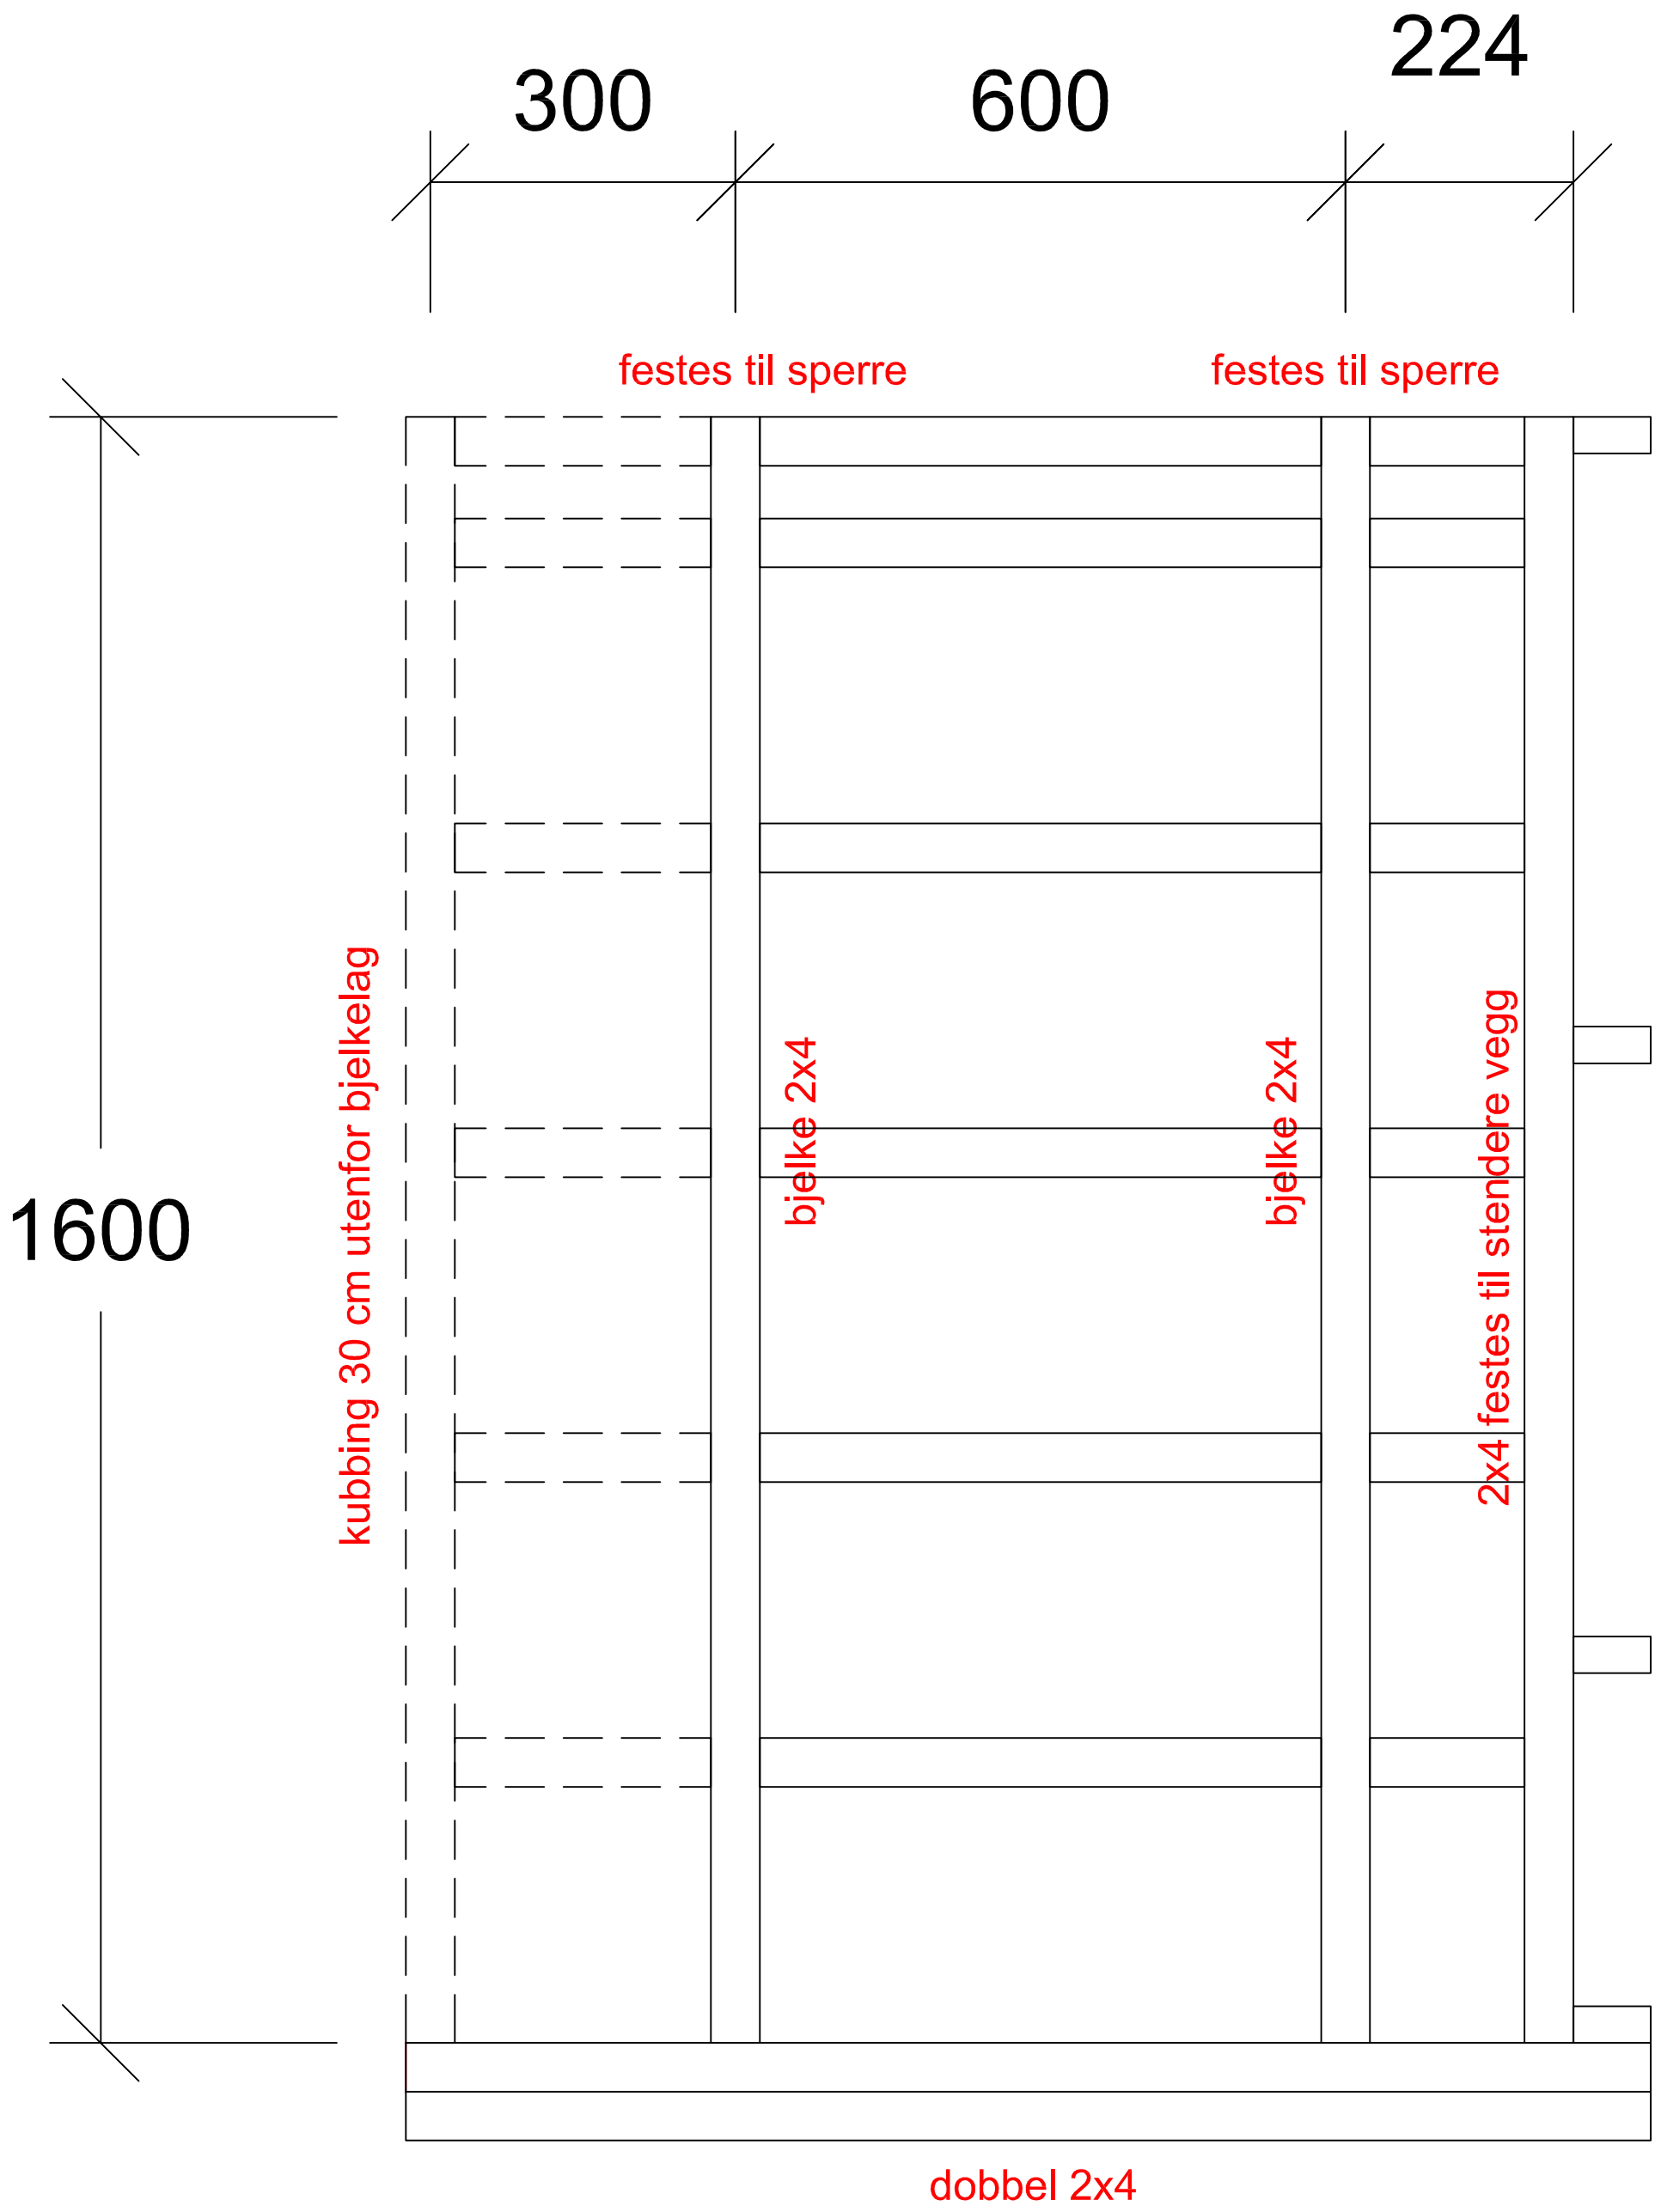 224
300
600
festes til sperre
festes til sperre
kubbing 30 cm utenfor bjelkelag
bjelke 2x4
bjelke 2x4
2x4 festes til stendere vegg
1600
dobbel 2x4